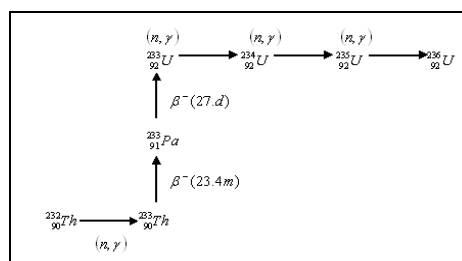 (n, γ) (n, γ) (n, γ)
²³³₉₂U ²³⁴₉₂U ²³⁵₉₂U ²³⁶₉₂U
β⁻(27.d)
²³³₉₁Pa
β⁻(23.4m)
²³²₉₀Th ²³³₉₀Th
(n, γ)